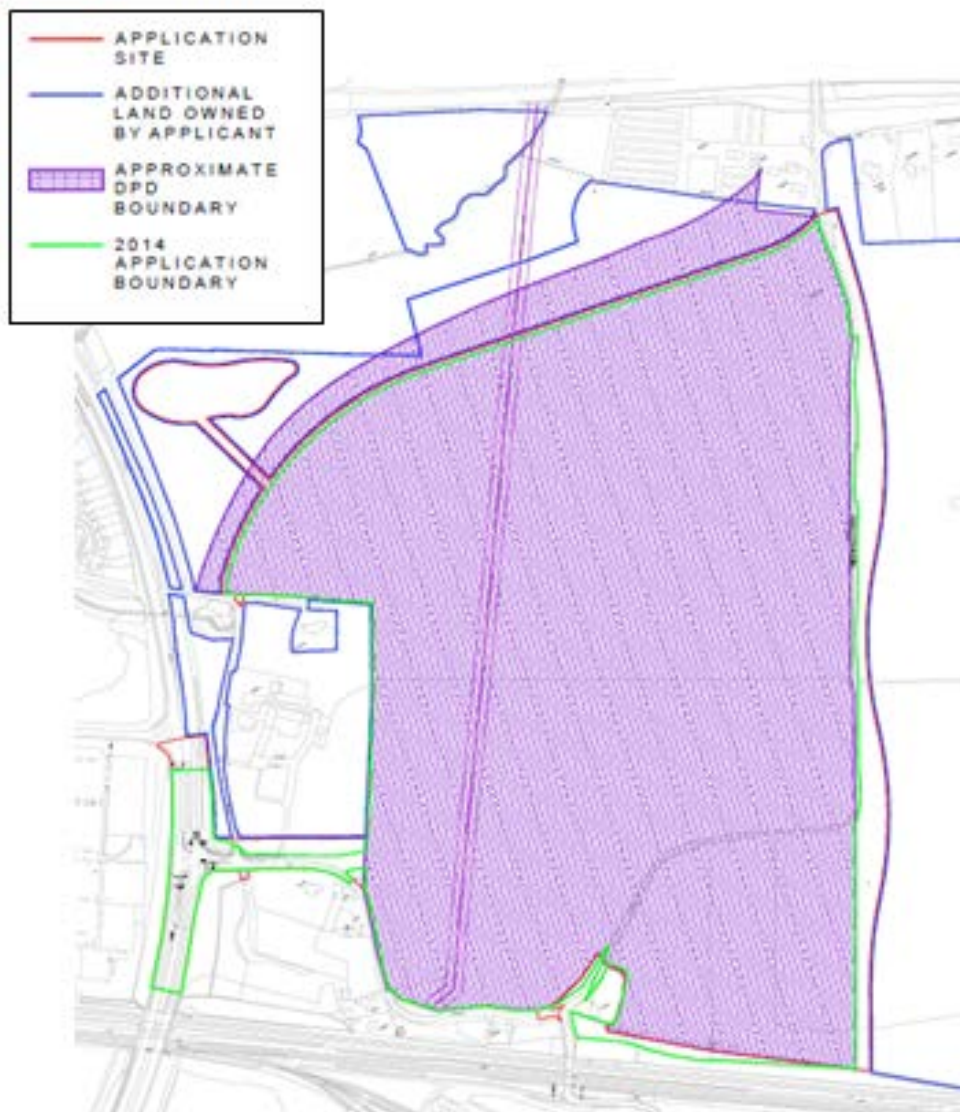 APPLICATION
SITE
ADDITIONAL
LAND OWNED
BY APPLICANT
APPROXIMATE
DPD
BOUNDARY
2014
APPLICATION
BOUNDARY